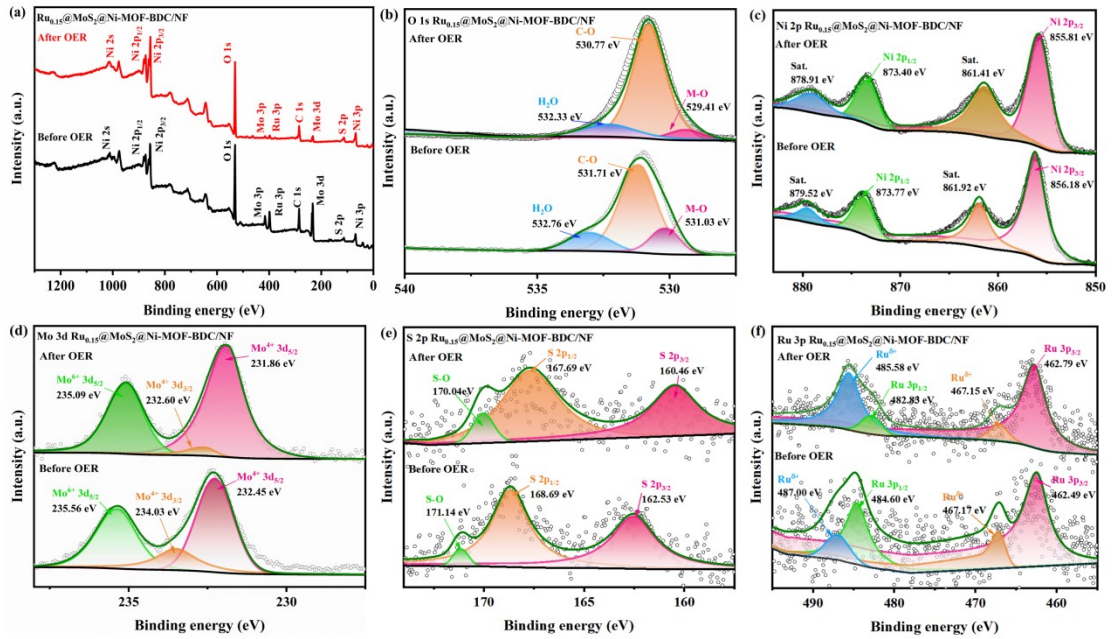 (a)
Ru0.15@MoS2@Ni-MOF-BDC/NF
After OER
Ni 2s
Ni 2p1/2
Ni 2p3/2
O 1s
Mo 3p
Ru 3p
C 1s
Mo 3d
S 2p
Ni 3p
Before OER
Ni 2s
Ni 2p1/2
Ni 2p3/2
O 1s
Mo 3p
Ru 3p
C 1s
Mo 3d
S 2p
Ni 3p
Intensity (a.u.)
1200 1000 800 600 400 200 0
Binding energy (eV)
(b)
O 1s Ru0.15@MoS2@Ni-MOF-BDC/NF
After OER
C-O
530.77 eV
H2O
532.33 eV
M-O
529.41 eV
Before OER
C-O
531.71 eV
H2O
532.76 eV
M-O
531.03 eV
Intensity (a.u.)
540 535 530
Binding energy (eV)
(c)
Ni 2p Ru0.15@MoS2@Ni-MOF-BDC/NF
After OER
Sat.
878.91 eV
Ni 2p1/2
873.40 eV
Sat.
861.41 eV
Ni 2p3/2
855.81 eV
Before OER
Sat.
879.52 eV
Ni 2p1/2
873.77 eV
Sat.
861.92 eV
Ni 2p3/2
856.18 eV
Intensity (a.u.)
880 870 860 850
Binding energy (eV)
(d)
Mo 3d Ru0.15@MoS2@Ni-MOF-BDC/NF
After OER
Mo6+ 3d5/2
235.09 eV
Mo4+ 3d3/2
232.60 eV
Mo4+ 3d5/2
231.86 eV
Before OER
Mo6+ 3d5/2
235.56 eV
Mo4+ 3d3/2
234.03 eV
Mo4+ 3d5/2
232.45 eV
Intensity (a.u.)
235 230
Binding energy (eV)
(e)
S 2p Ru0.15@MoS2@Ni-MOF-BDC/NF
After OER
S-O
170.04eV
S 2p1/2
167.69 eV
S 2p3/2
160.46 eV
Before OER
S-O
171.14 eV
S 2p1/2
168.69 eV
S 2p3/2
162.53 eV
Intensity (a.u.)
170 165 160
Binding energy (eV)
(f)
Ru 3p Ru0.15@MoS2@Ni-MOF-BDC/NF
After OER
Ruδ+
485.58 eV
Ru 3p1/2
482.83 eV
Ruδ+
467.15 eV
Ru 3p3/2
462.79 eV
Before OER
Ruδ+
487.00 eV
Ru 3p1/2
484.60 eV
Ruδ+
467.17 eV
Ru 3p3/2
462.49 eV
Intensity (a.u.)
490 480 470 460
Binding energy (eV)